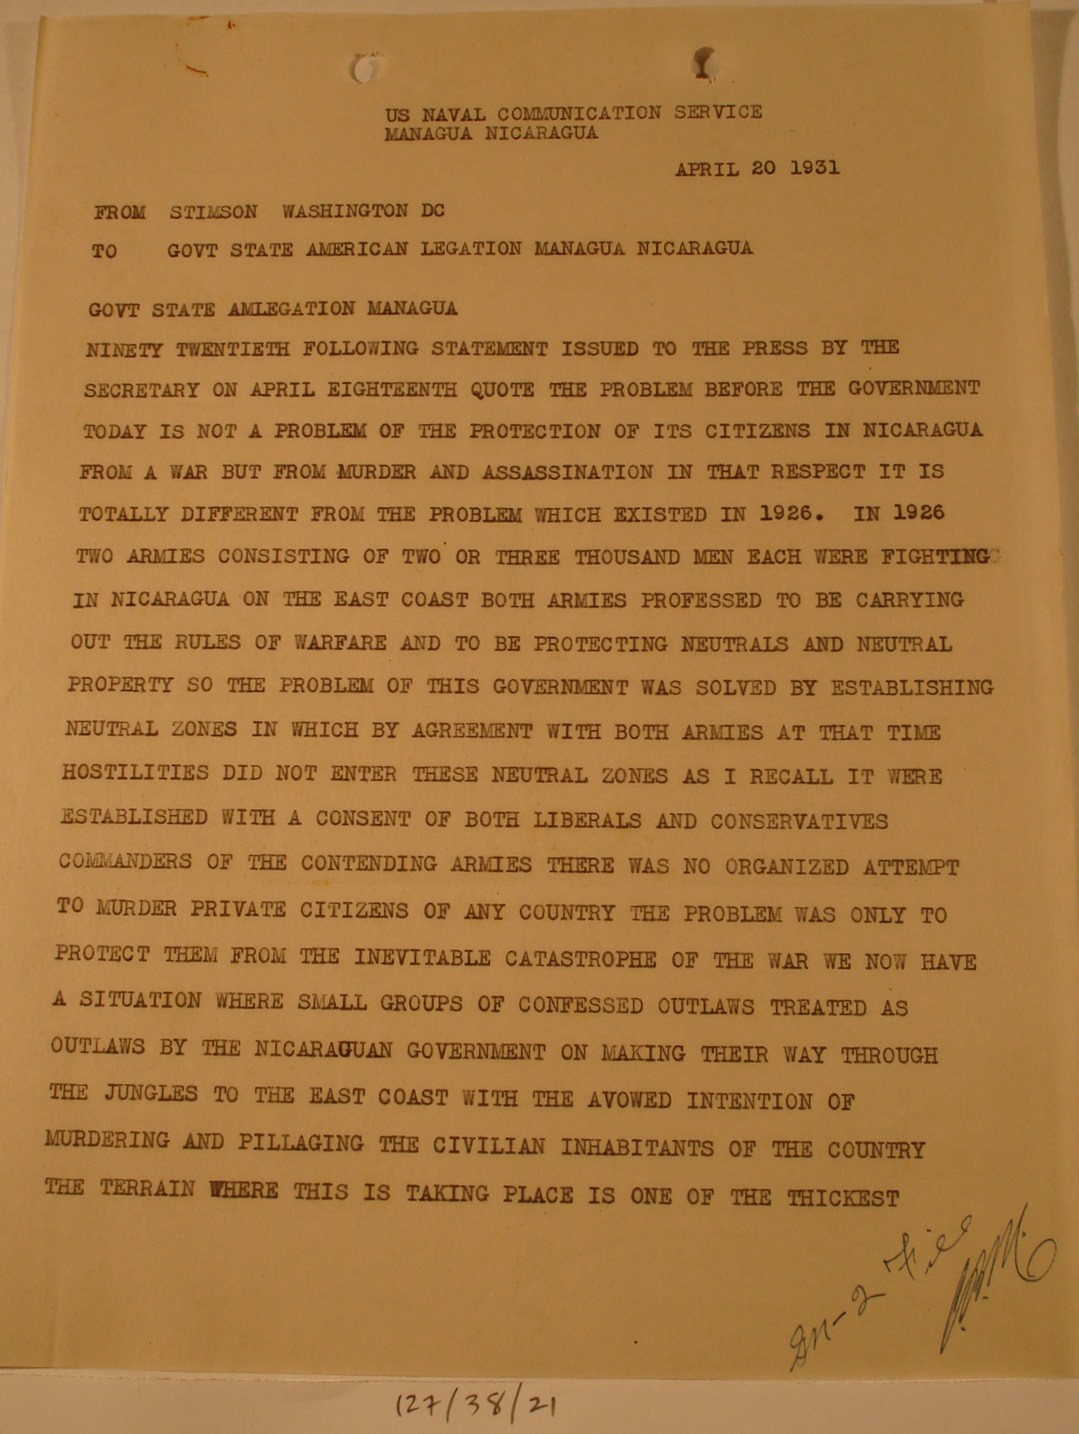 US NAVAL COMMUNICATION SERVICE
MANAGUA NICARAGUA
APRIL 20 1931
FROM STIMSON WASHINGTON DC
TO GOVT STATE AMERICAN LEGATION MANAGUA NICARAGUA
GOVT STATE AMLEGATION MANAGUA
NINETY TWENTIETH FOLLOWING STATEMENT ISSUED TO THE PRESS BY THE
SECRETARY ON APRIL EIGHTEENTH QUOTE THE PROBLEM BEFORE THE GOVERNMENT
TODAY IS NOT A PROBLEM OF THE PROTECTION OF ITS CITIZENS IN NICARAGUA
FROM A WAR BUT FROM MURDER AND ASSASSINATION IN THAT RESPECT IT IS
TOTALLY DIFFERENT FROM THE PROBLEM WHICH EXISTED IN 1926. IN 1926
TWO ARMIES CONSISTING OF TWO OR THREE THOUSAND MEN EACH WERE FIGHTING
IN NICARAGUA ON THE EAST COAST BOTH ARMIES PROFESSED TO BE CARRYING
OUT THE RULES OF WARFARE AND TO BE PROTECTING NEUTRALS AND NEUTRAL
PROPERTY SO THE PROBLEM OF THIS GOVERNMENT WAS SOLVED BY ESTABLISHING
NEUTRAL ZONES IN WHICH BY AGREEMENT WITH BOTH ARMIES AT THAT TIME
HOSTILITIES DID NOT ENTER THESE NEUTRAL ZONES AS I RECALL IT WERE
ESTABLISHED WITH A CONSENT OF BOTH LIBERALS AND CONSERVATIVES
COMMANDERS OF THE CONTENDING ARMIES THERE WAS NO ORGANIZED ATTEMPT
TO MURDER PRIVATE CITIZENS OF ANY COUNTRY THE PROBLEM WAS ONLY TO
PROTECT THEM FROM THE INEVITABLE CATASTROPHE OF THE WAR WE NOW HAVE
A SITUATION WHERE SMALL GROUPS OF CONFESSED OUTLAWS TREATED AS
OUTLAWS BY THE NICARAGUAN GOVERNMENT ON MAKING THEIR WAY THROUGH
THE JUNGLES TO THE EAST COAST WITH THE AVOWED INTENTION OF
MURDERING AND PILLAGING THE CIVILIAN INHABITANTS OF THE COUNTRY
THE TERRAIN WHERE THIS IS TAKING PLACE IS ONE OF THE THICKEST
Gn-2 File
127/38/21